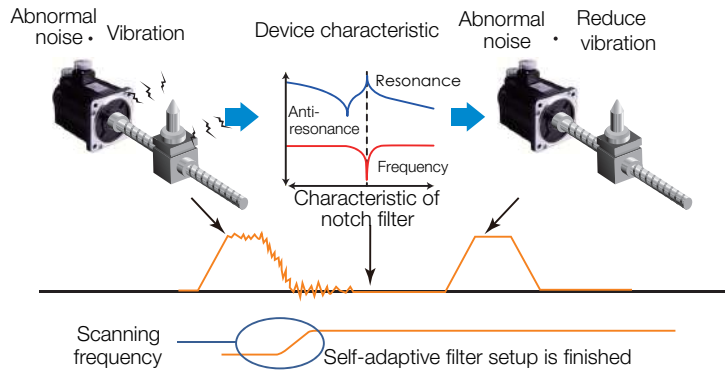 Abnormal
noise · Vibration
Device characteristic
Abnormal
noise ·
Reduce
vibration
Resonance
Anti-
resonance
Frequency
Characteristic of
notch filter
Scanning
frequency
Self-adaptive filter setup is finished